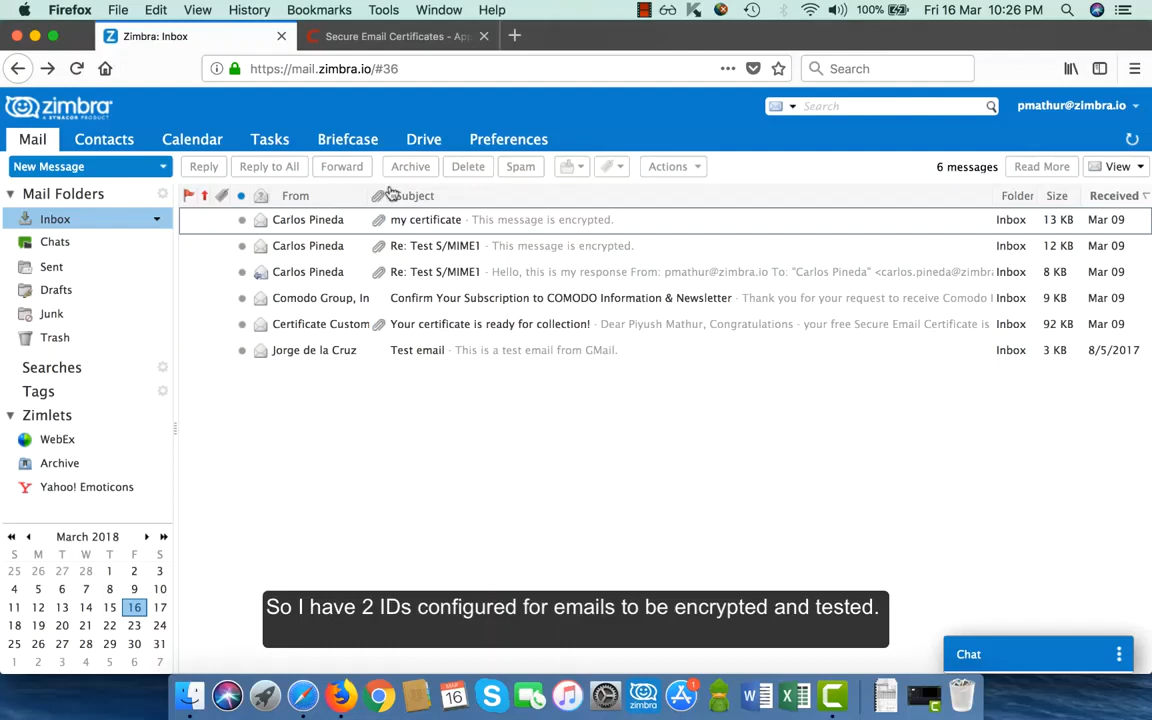 Firefox File Edit View History Bookmarks Tools Window Help 100% Fri 16 Mar 10:26 PM
Zimbra: Inbox Secure Email Certificates - App
https://mail.zimbra.io/#36 Search
zimbra Search pmathur@zimbra.io
A SYNACOR PRODUCT
Mail Contacts Calendar Tasks Briefcase Drive Preferences
New Message Reply Reply to All Forward Archive Delete Spam Actions 6 messages Read More View
Mail Folders From Subject Folder Size Received
Inbox Carlos Pineda my certificate - This message is encrypted. Inbox 13 KB Mar 09
Chats Carlos Pineda Re: Test S/MIME1 - This message is encrypted. Inbox 12 KB Mar 09
Sent Carlos Pineda Re: Test S/MIME1 - Hello, this is my response From: pmathur@zimbra.io To: "Carlos Pineda" <carlos.pineda@zimbra Inbox 8 KB Mar 09
Drafts Comodo Group, In Confirm Your Subscription to COMODO Information & Newsletter - Thank you for your request to receive Comodo I Inbox 9 KB Mar 09
Junk Certificate Custom Your certificate is ready for collection! - Dear Piyush Mathur, Congratulations - your free Secure Email Certificate is Inbox 92 KB Mar 09
Trash Jorge de la Cruz Test email - This is a test email from GMail. Inbox 3 KB 8/5/2017
Searches
Tags
Zimlets
WebEx
Archive
Yahoo! Emoticons
March 2018
S M T W T F S
25 26 27 28 1 2 3
4 5 6 7 8 9 10
11 12 13 14 15 16 17
18 19 20 21 22 23 24
25 26 27 28 29 30 31
1 2 3 4 5 6 7
So I have 2 IDs configured for emails to be encrypted and tested.
Chat
MAR
16
zimbra
1